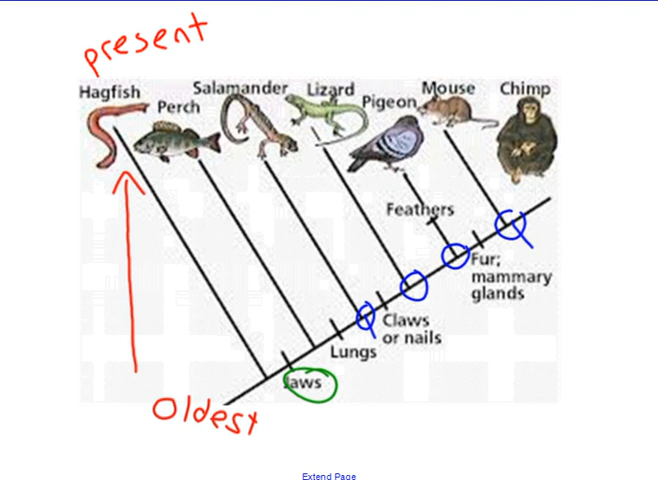 present
Hagfish
Perch
Salamander
Lizard
Pigeon
Mouse
Chimp
Feathers
Fur;
mammary
glands
Claws
or nails
Lungs
Jaws
Oldest
Extend Page